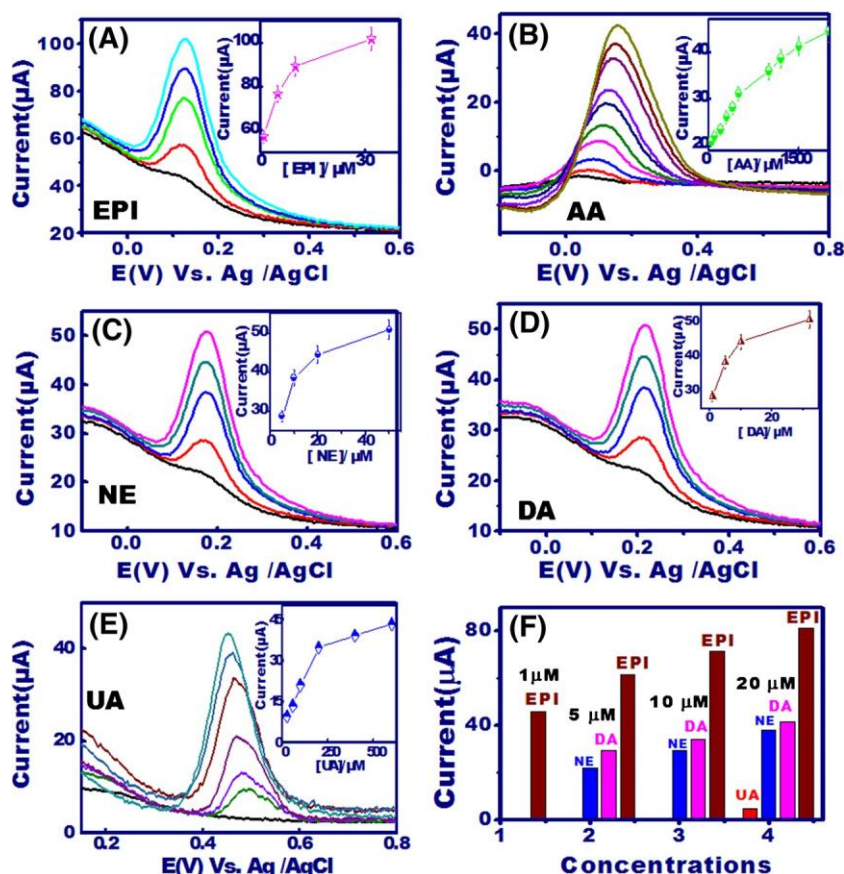 (A)
Current(µA)
100
80
60
40
20
0.0
0.2
0.4
0.6
E(V) Vs. Ag /AgCl
EPI
Current(µA)
100
80
60
0
30
[ EPI ]/ µM
(B)
Current(µA)
40
20
0
0.0
0.4
0.8
E(V) Vs. Ag /AgCl
AA
Current(µA)
40
30
20
1500
[AA]/ µM
(C)
Current(µA)
50
40
30
20
10
0.0
0.2
0.4
0.6
E(V) Vs. Ag /AgCl
NE
Current(µA)
50
40
30
0
20
40
[ NE]/ µM
(D)
Current(µA)
50
40
30
20
10
0.0
0.2
0.4
0.6
E(V) Vs. Ag /AgCl
DA
Current(µA)
50
40
30
0
20
[ DA]/ µM
(E)
Current(µA)
40
20
0
0.2
0.4
0.6
0.8
E(V) Vs. Ag /AgCl
UA
Current(µA)
45
30
15
0
500
[UA]/ µM
(F)
Current(µA)
80
40
0
1
2
3
4
Concentrations
1µM
EPI
5 µM
NE
DA
EPI
10 µM
NE
DA
EPI
20 µM
UA
NE
DA
EPI